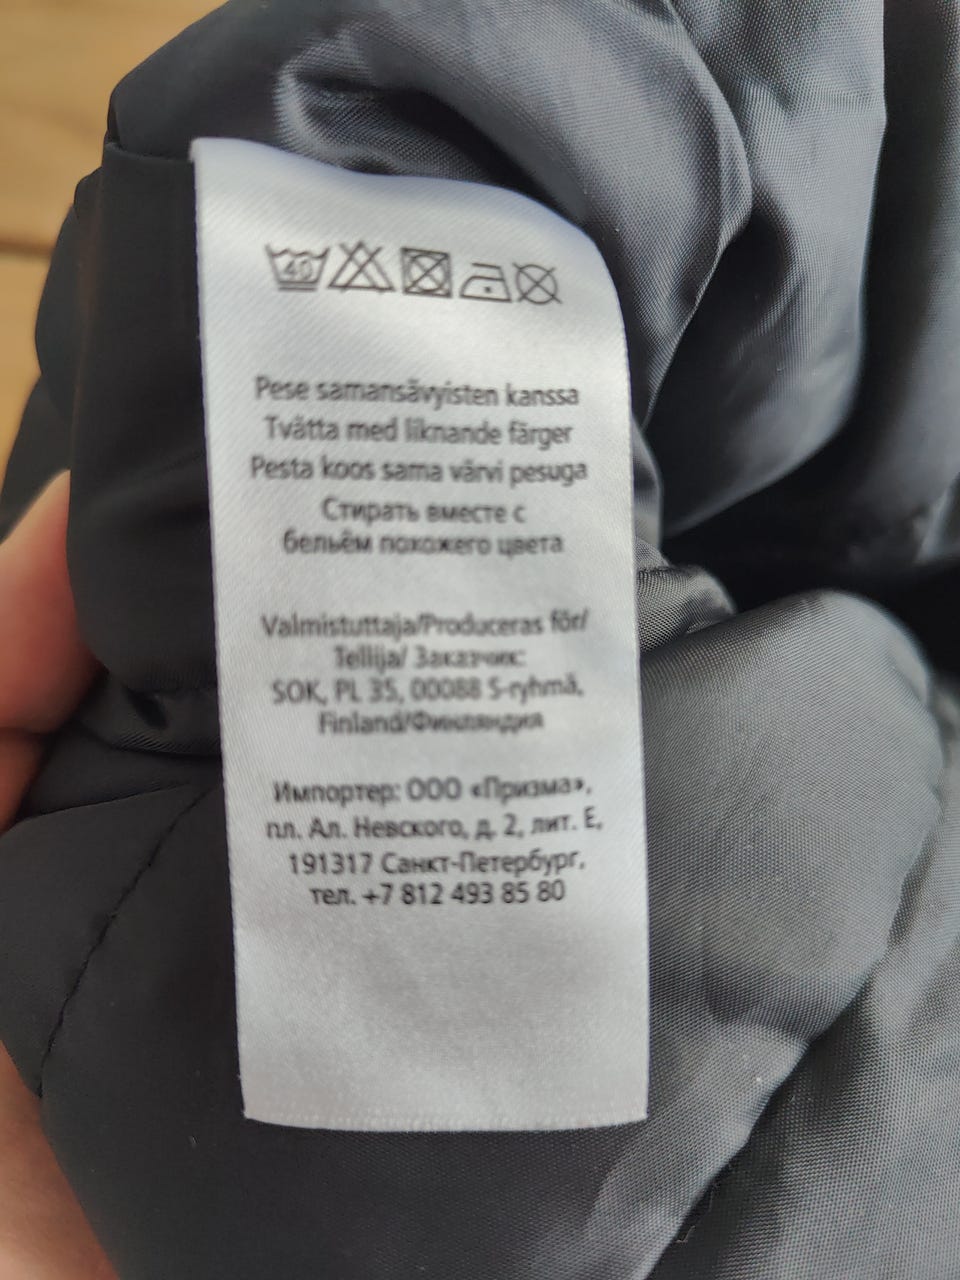 40
Pese samansävyisten kanssa
Tvätta med liknande färger
Pesta koos sama värvi pesuga
Стирать вместе с
бельём похожего цвета
Valmistuttaja/Produceras för/
Tellija/ Заказчик:
SOK, PL 35, 00088 S-ryhmä,
Finland/Финляндия
Импортер: ООО «Призма»,
пл. Ал. Невского, д. 2, лит. Е,
191317 Санкт-Петербург,
тел. +7 812 493 85 80